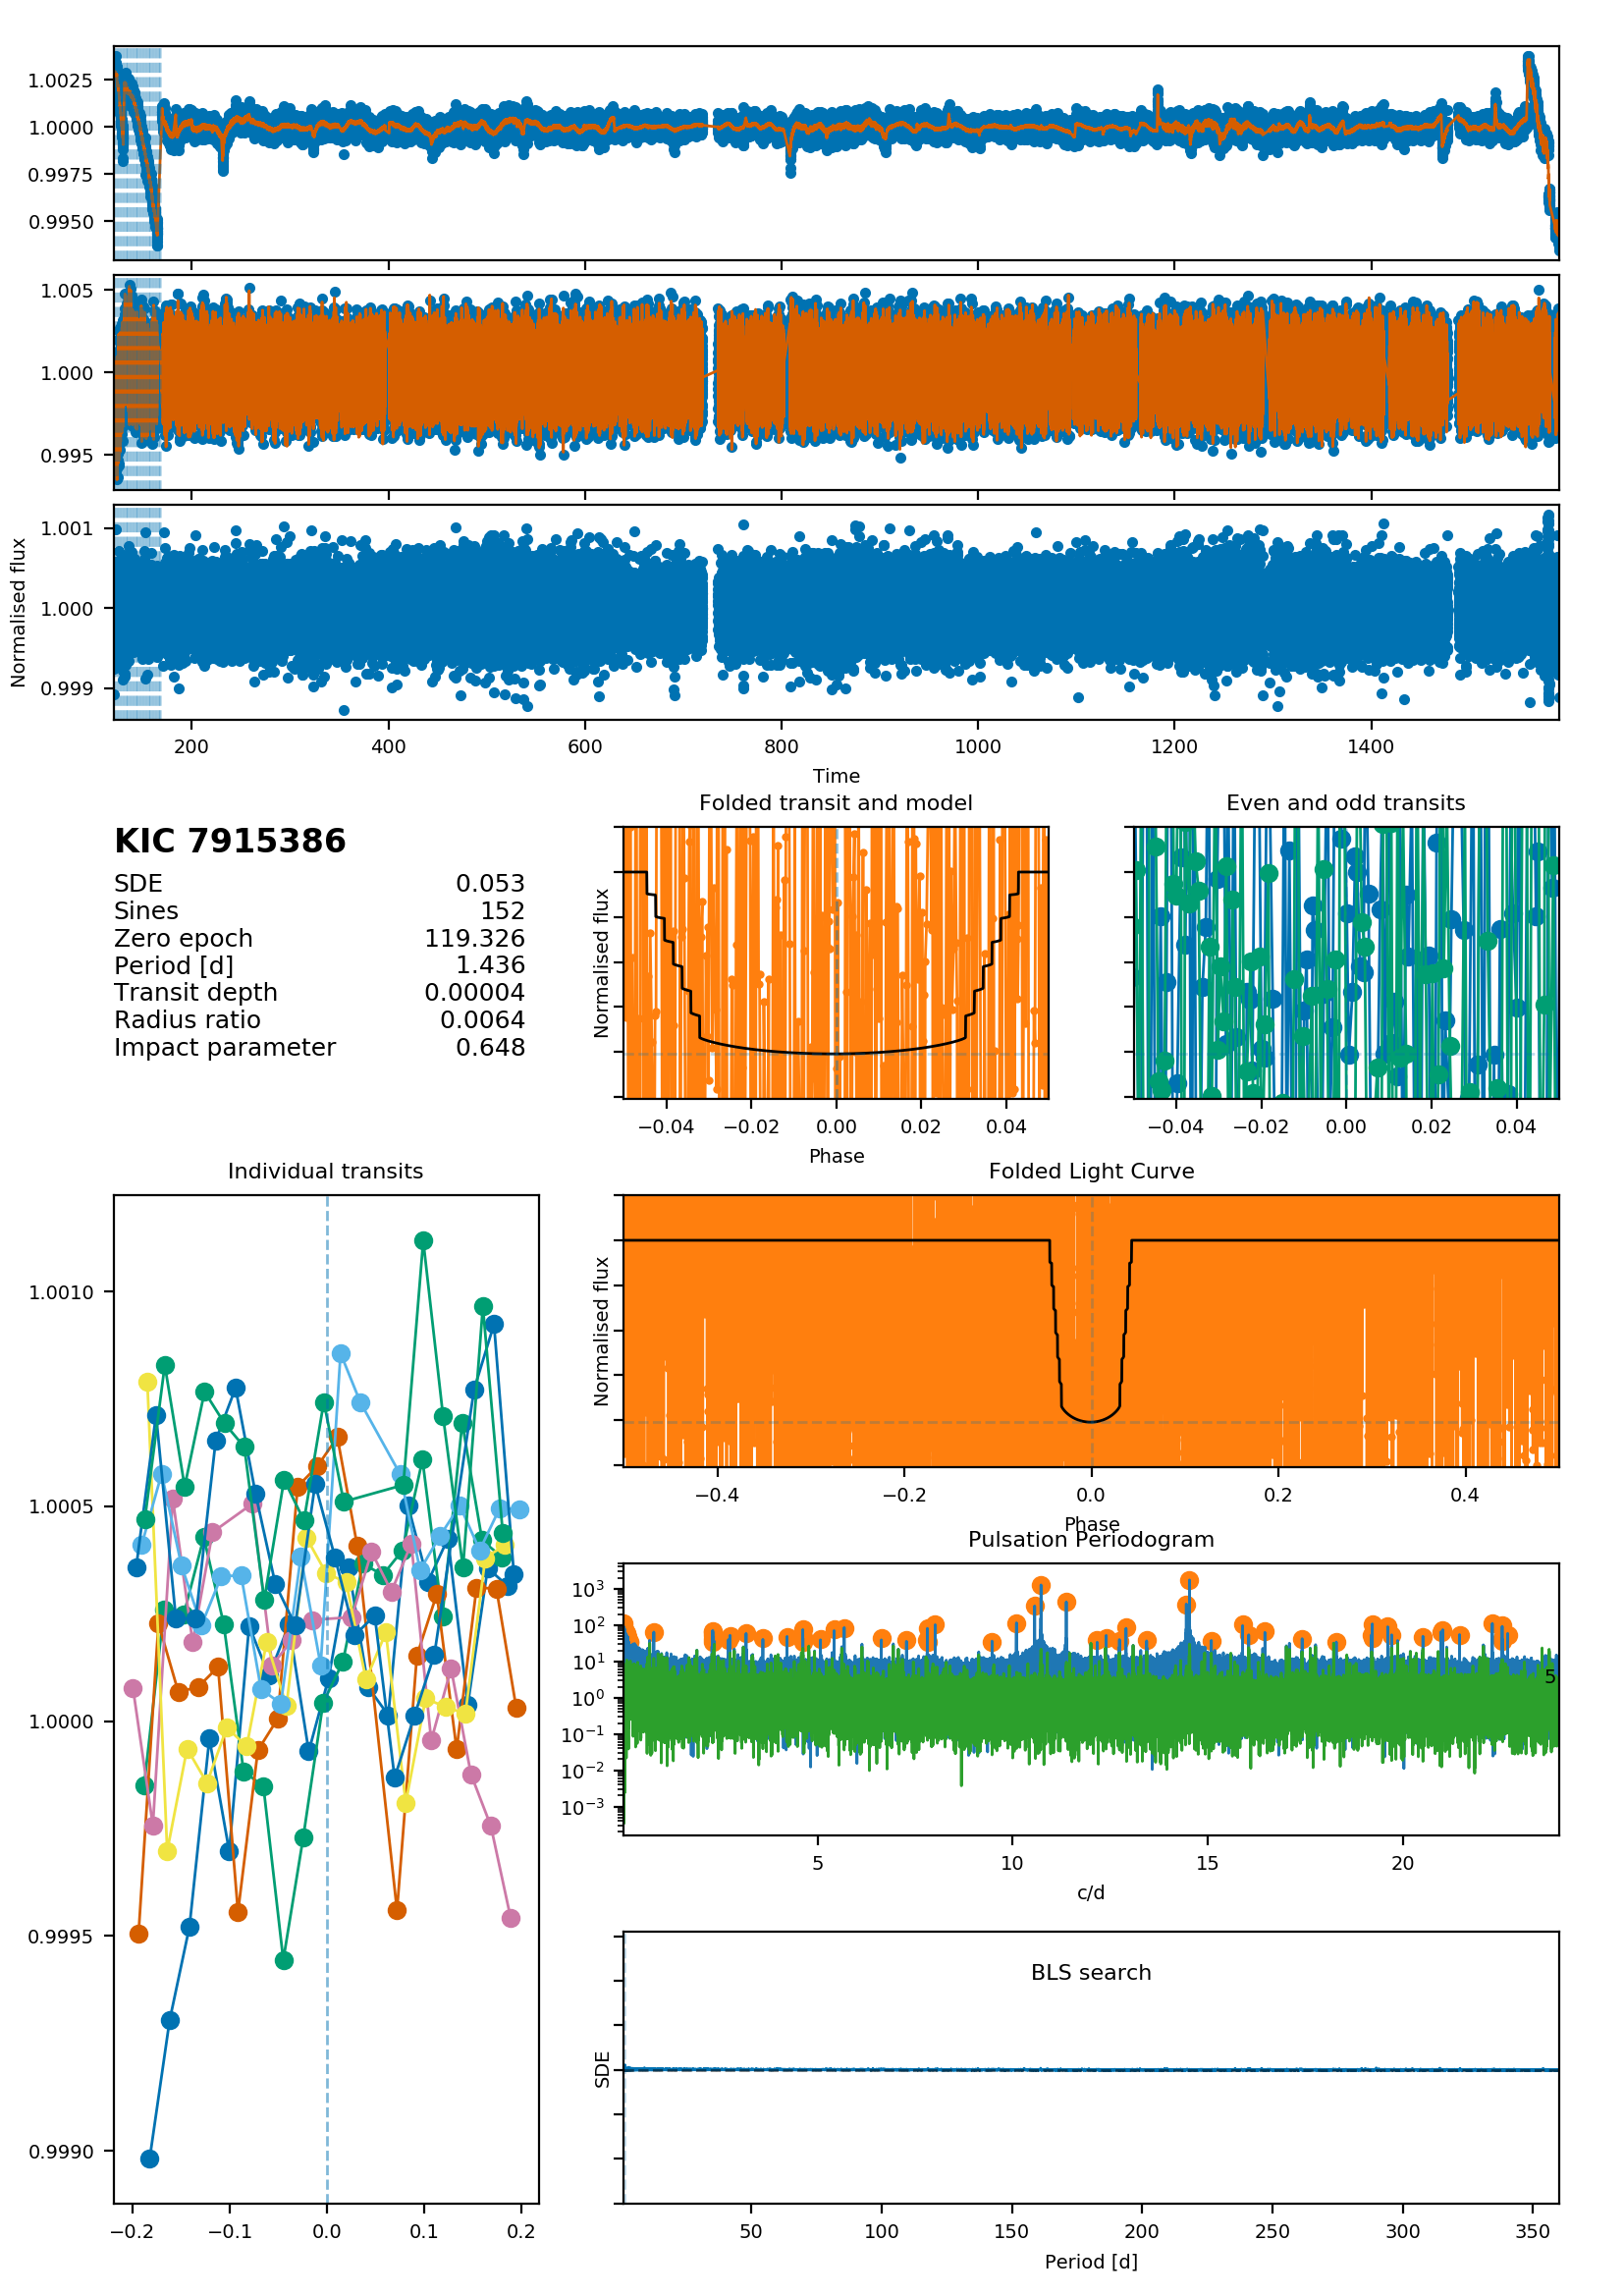 1.0025
1.0000
0.9975
0.9950
1.005
1.000
0.995
1.001
1.000
0.999
Normalised flux
200 400 600 800 1000 1200 1400
Time
KIC 7915386
SDE 0.053
Sines 152
Zero epoch 119.326
Period [d] 1.436
Transit depth 0.00004
Radius ratio 0.0064
Impact parameter 0.648
Folded transit and model
Normalised flux
−0.04 −0.02 0.00 0.02 0.04
Phase
Even and odd transits
−0.04 −0.02 0.00 0.02 0.04
Individual transits
1.0010
1.0005
1.0000
0.9995
0.9990
−0.2 −0.1 0.0 0.1 0.2
Folded Light Curve
Normalised flux
−0.4 −0.2 0.0 0.2 0.4
Phase
Pulsation Periodogram
10³
10²
10¹
10⁰
10⁻¹
10⁻²
10⁻³
5
5 10 15 20
c/d
BLS search
SDE
50 100 150 200 250 300 350
Period [d]